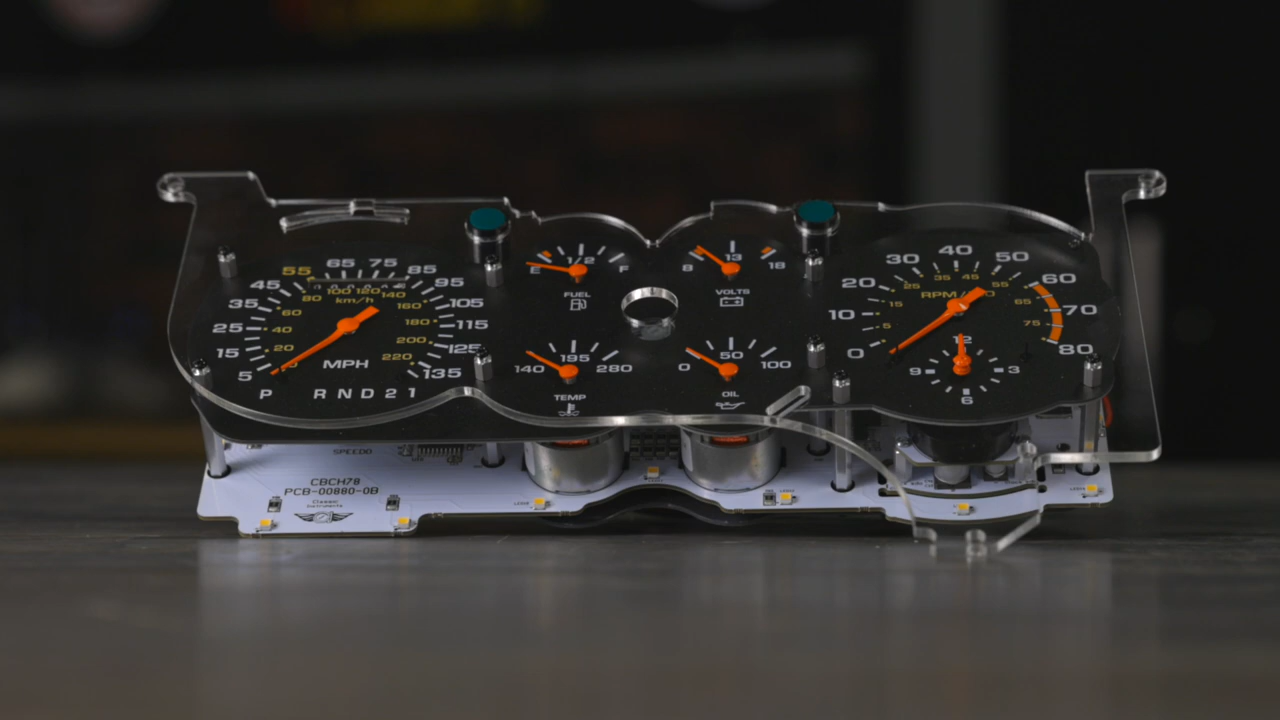 5 15 25 35 45 55 65 75 85 95 105 115 125 135
20 40 60 80 100 120 140 160 180 200 220
km/h
MPH
P R N D 2 1
E 1/2 F
FUEL
8 13 18
VOLTS
140 195 280
TEMP
0 50 100
OIL
0 10 20 30 40 50 60 70 80
5 15 25 35 45 55 65 75
RPM/
12 3 6 9
SPEEDO
CBCH78
PCB-00880-0B
Classic
Instruments